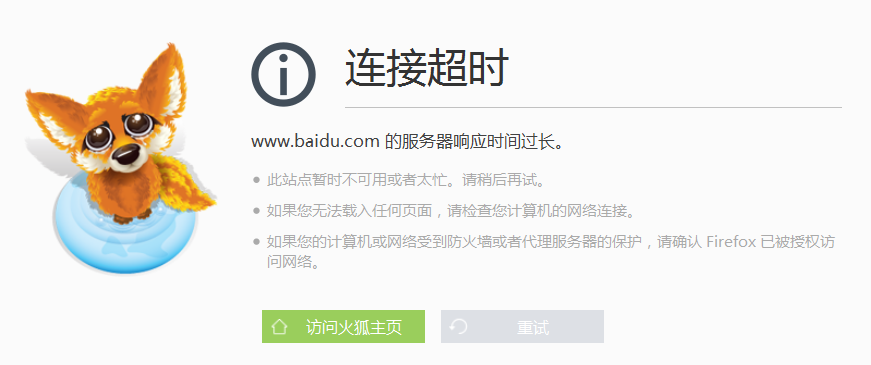 连接超时
www.baidu.com 的服务器响应时间过长。
此站点暂时不可用或者太忙。请稍后再试。
如果您无法载入任何页面，请检查您计算机的网络连接。
如果您的计算机或网络受到防火墙或者代理服务器的保护，请确认 Firefox 已被授权访
问网络。
访问火狐主页
重试